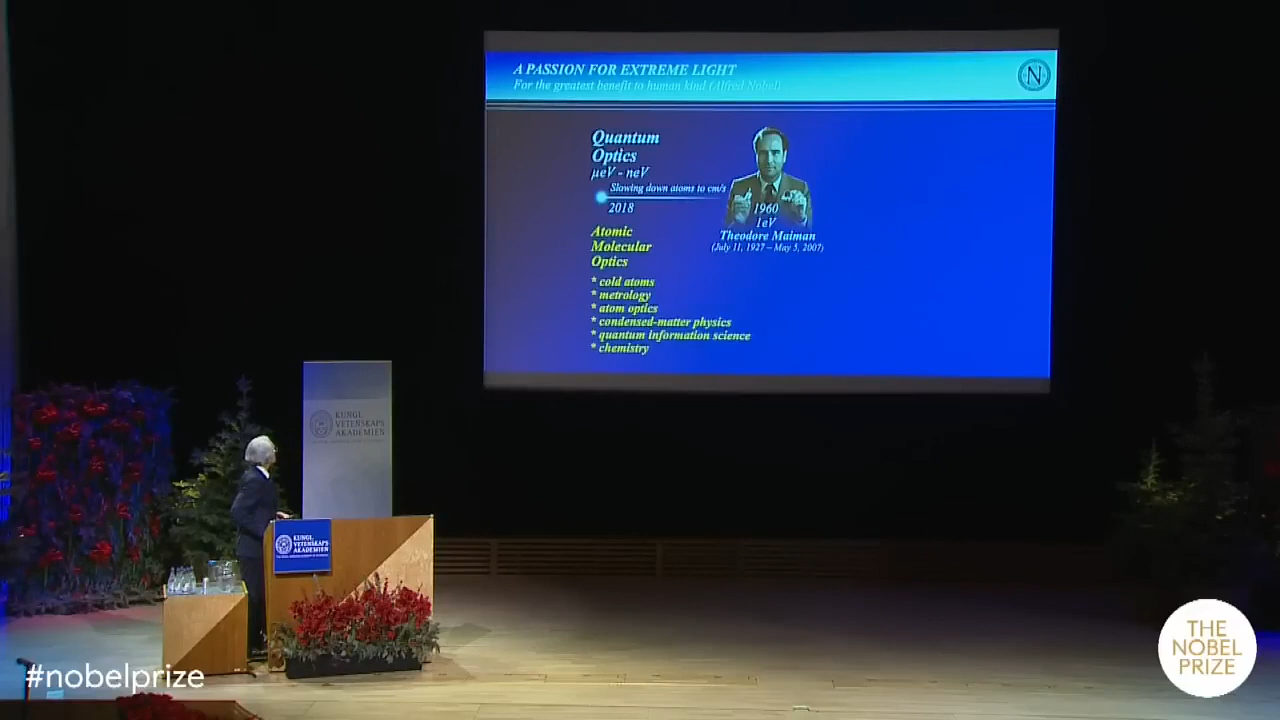 A PASSION FOR EXTREME LIGHT
For the greatest benefit to human kind (Alfred Nobel)
N
Quantum
Optics
µeV - neV
Slowing down atoms to cm/s
2018
1960
1eV
Theodore Maiman
(July 11, 1927 – May 5, 2007)
Atomic
Molecular
Optics
* cold atoms
* metrology
* atom optics
* condensed-matter physics
* quantum information science
* chemistry
KUNGL.
VETENSKAPS
AKADEMIEN
KUNGL.
VETENSKAPS
AKADEMIEN
#nobelprize
THE
NOBEL
PRIZE